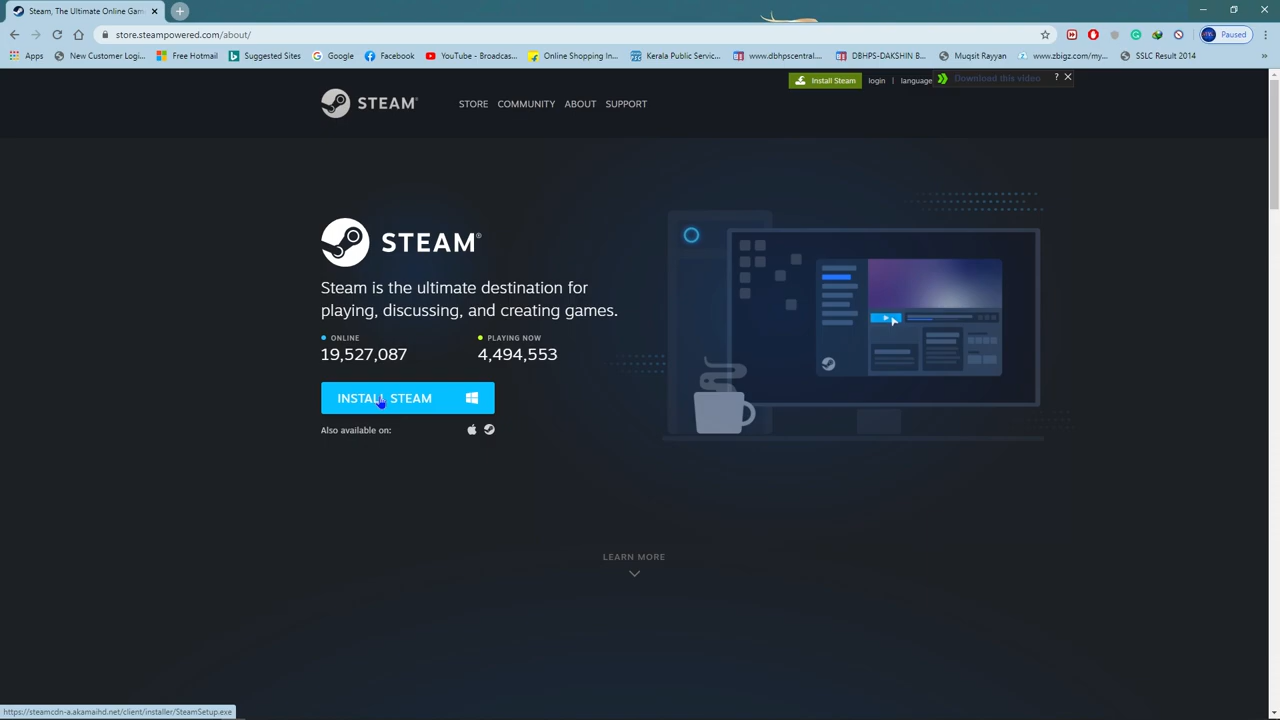 Steam, The Ultimate Online Gam
store.steampowered.com/about/
Paused
Apps
New Customer Logi...
Free Hotmail
Suggested Sites
Google
Facebook
YouTube - Broadcas...
Online Shopping In...
Kerala Public Servic...
www.dbhpscentral....
DBHPS-DAKSHIN B...
Muqsit Rayyan
www.zbigz.com/my...
SSLC Result 2014
Install Steam
login | language
Download this video
?
STEAM®
STORE
COMMUNITY
ABOUT
SUPPORT
STEAM®
Steam is the ultimate destination for
playing, discussing, and creating games.
ONLINE
PLAYING NOW
19,527,087
4,494,553
INSTALL STEAM
Also available on:
LEARN MORE
https://steamcdn-a.akamaihd.net/client/installer/SteamSetup.exe